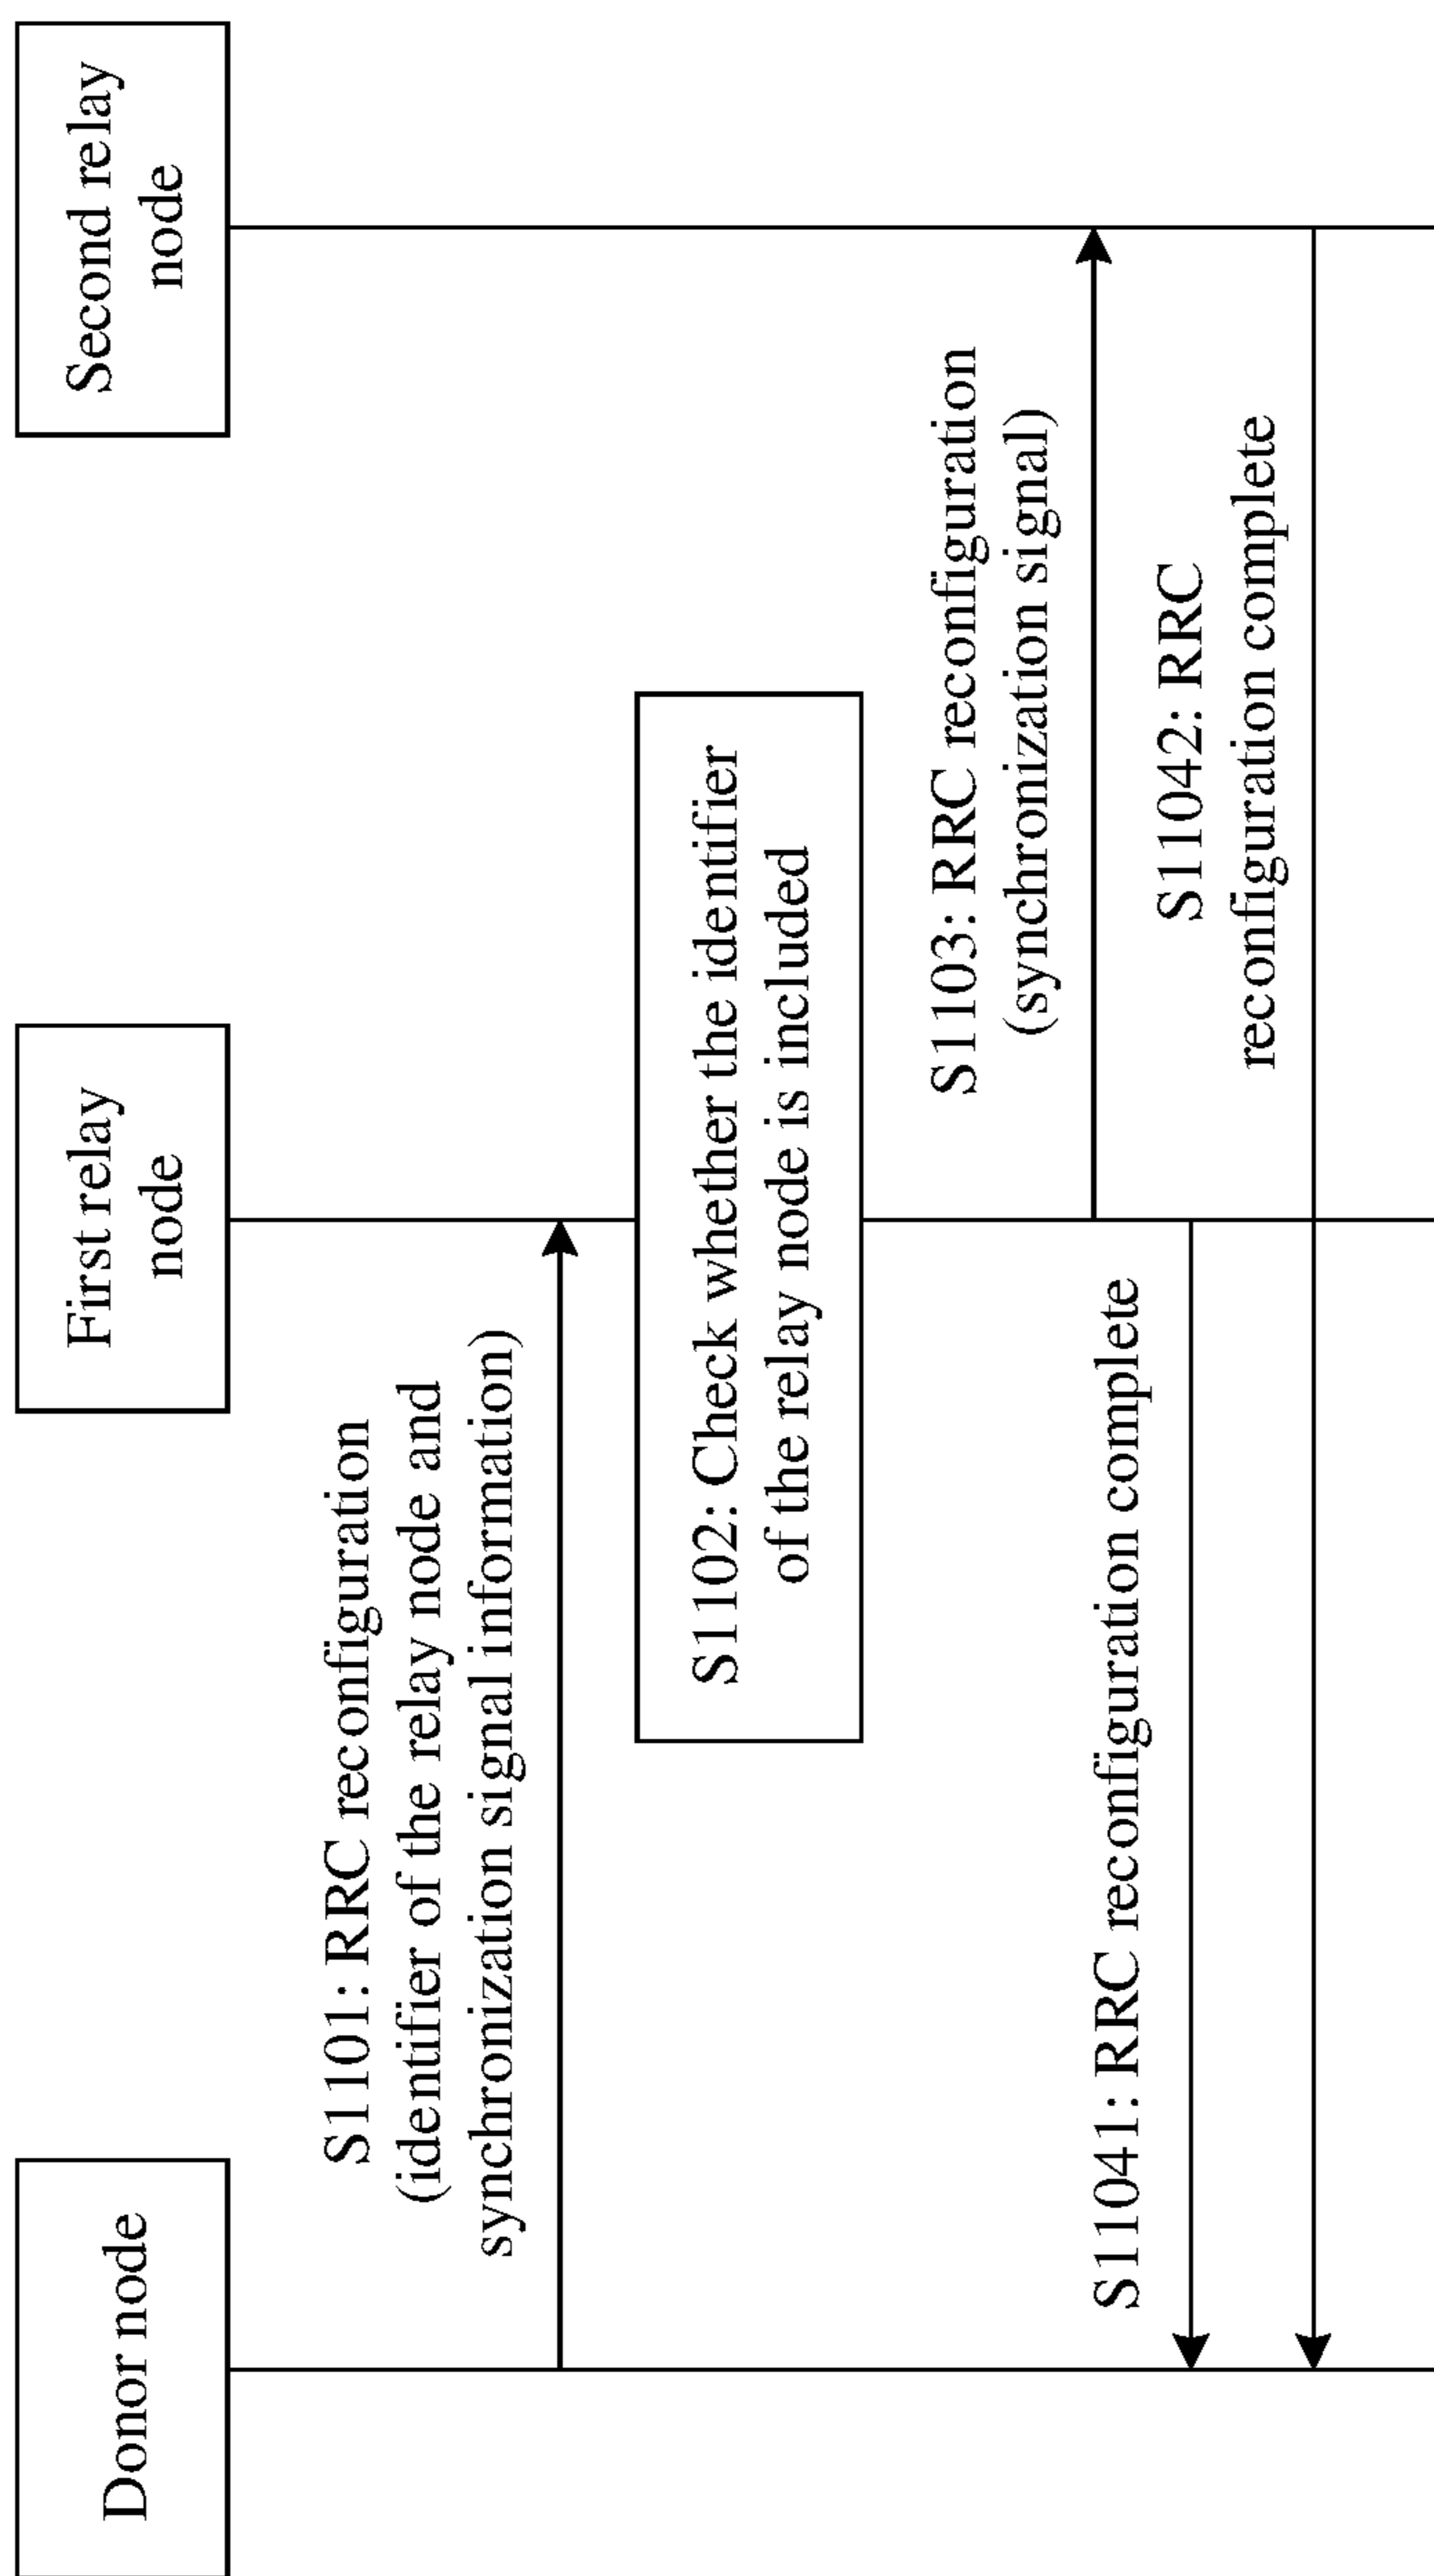 Donor node
First relay
node
Second relay
node
S1101: RRC reconfiguration
(identifier of the relay node and
synchronization signal information)
S1102: Check whether the identifier
of the relay node is included
S1103: RRC reconfiguration
(synchronization signal)
S11041: RRC reconfiguration complete
S11042: RRC
reconfiguration complete